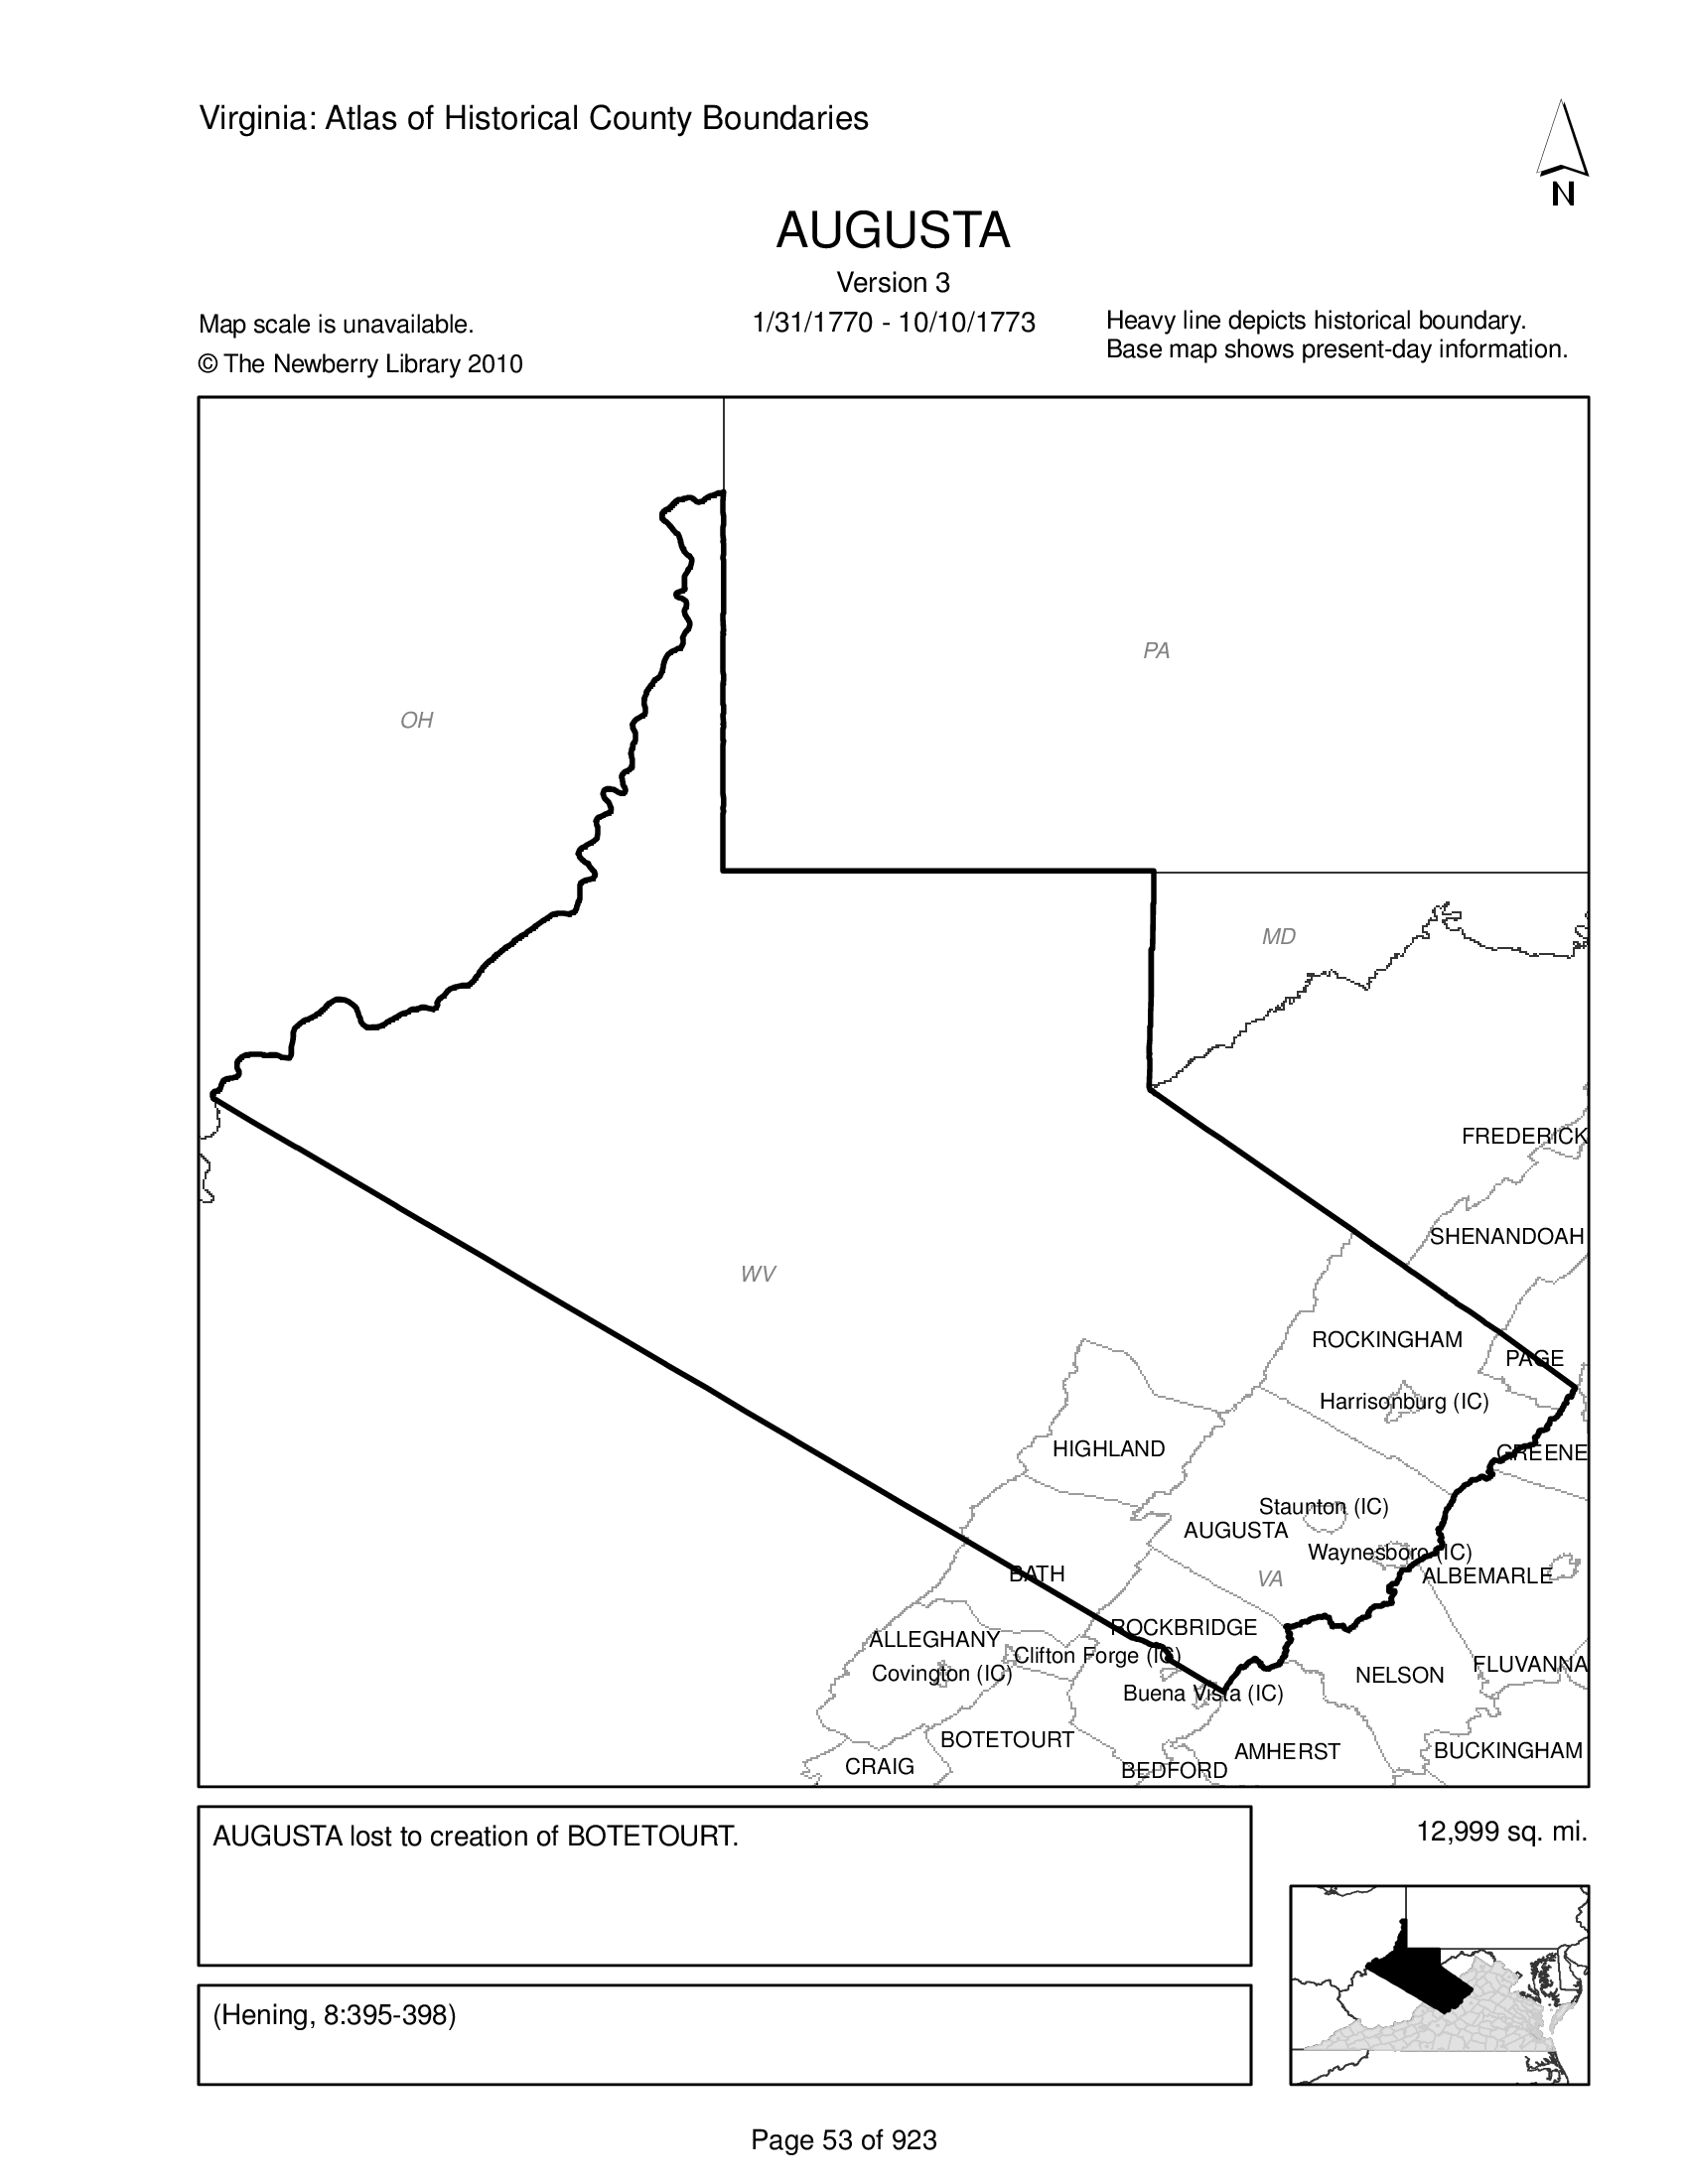 Virginia: Atlas of Historical County Boundaries
N
AUGUSTA
Version 3
1/31/1770 - 10/10/1773
Map scale is unavailable.
© The Newberry Library 2010
Heavy line depicts historical boundary.
Base map shows present-day information.
PA
OH
MD
FREDERICK
SHENANDOAH
WV
ROCKINGHAM
PAGE
Harrisonburg (IC)
HIGHLAND
GREENE
Staunton (IC)
AUGUSTA
Waynesboro (IC)
BATH
VA
ALBEMARLE
ROCKBRIDGE
ALLEGHANY
Clifton Forge (IC)
Covington (IC)
FLUVANNA
NELSON
Buena Vista (IC)
BOTETOURT
AMHERST
BUCKINGHAM
CRAIG
BEDFORD
AUGUSTA lost to creation of BOTETOURT.
12,999 sq. mi.
(Hening, 8:395-398)
Page 53 of 923